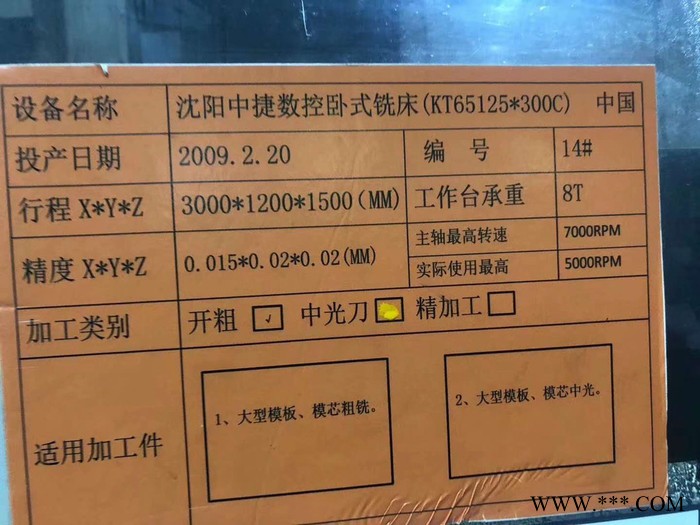 设备名称 沈阳中捷数控卧式铣床(KT65125*300C) 中国
投产日期 2009.2.20 编 号 14#
行程X*Y*Z 3000*1200*1500(MM) 工作台承重 8T
精度X*Y*Z 0.015*0.02*0.02(MM) 主轴最高转速 7000RPM
实际使用最高 5000RPM
加工类别 开粗 √ 中光刀 精加工
适用加工件 1、大型模板、模芯粗铣。 2、大型模板、模芯中光。
WWW.***.COM